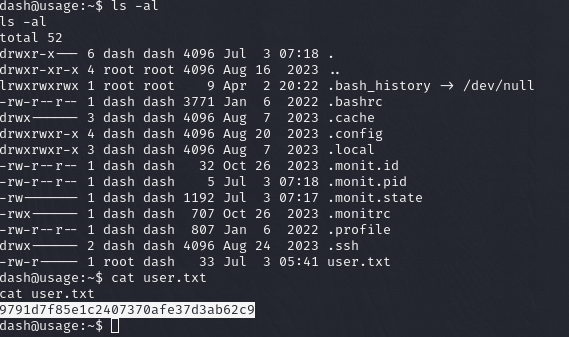 dash@usage:~$ ls -al
ls -al
total 52
drwxr-x--- 6 dash dash 4096 Jul  3 07:18 .
drwxr-xr-x 4 root root 4096 Aug 16  2023 ..
lrwxrwxrwx 1 root root    9 Apr  2 20:22 .bash_history -> /dev/null
-rw-r--r-- 1 dash dash 3771 Jan  6  2022 .bashrc
drwx------ 3 dash dash 4096 Aug  7  2023 .cache
drwxrwxr-x 4 dash dash 4096 Aug 20  2023 .config
drwxrwxr-x 3 dash dash 4096 Aug  7  2023 .local
-rw-r--r-- 1 dash dash   32 Oct 26  2023 .monit.id
-rw-r--r-- 1 dash dash    5 Jul  3 07:18 .monit.pid
-rw------- 1 dash dash 1192 Jul  3 07:17 .monit.state
-rwx------ 1 dash dash  707 Oct 26  2023 .monitrc
-rw-r--r-- 1 dash dash  807 Jan  6  2022 .profile
drwx------ 2 dash dash 4096 Aug 24  2023 .ssh
-rw-r----- 1 root dash   33 Jul  3 05:41 user.txt
dash@usage:~$ cat user.txt
cat user.txt
9791d7f85e1c2407370afe37d3ab62c9
dash@usage:~$